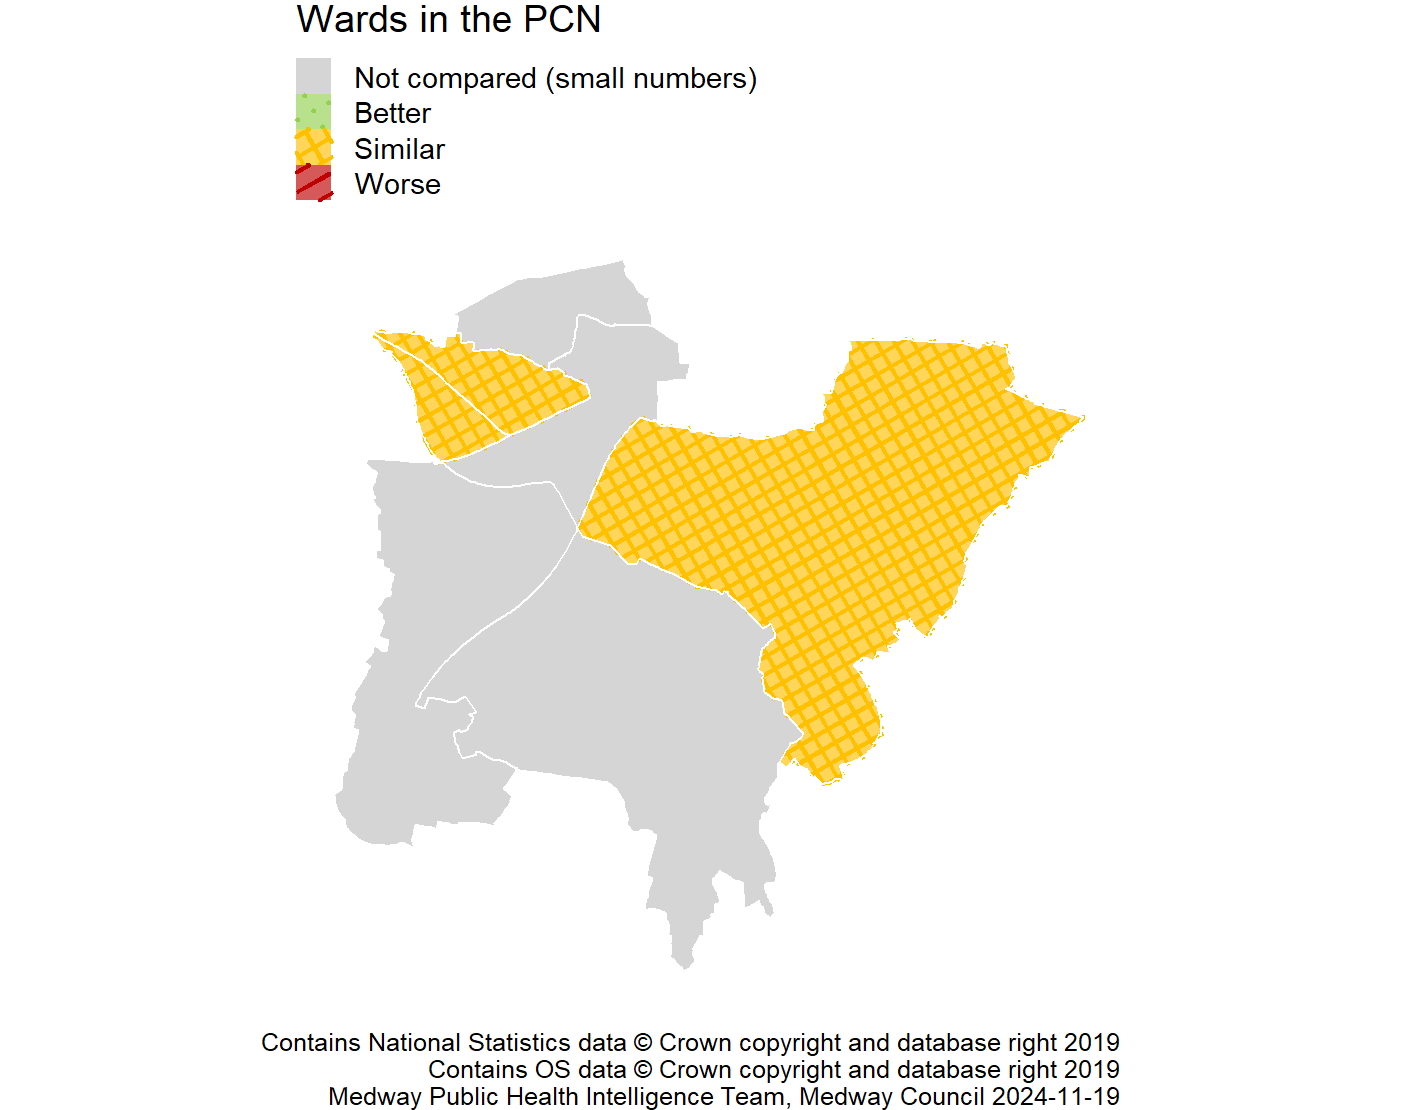 Wards in the PCN
Not compared (small numbers)
Better
Similar
Worse
Contains National Statistics data © Crown copyright and database right 2019
Contains OS data © Crown copyright and database right 2019
Medway Public Health Intelligence Team, Medway Council 2024-11-19